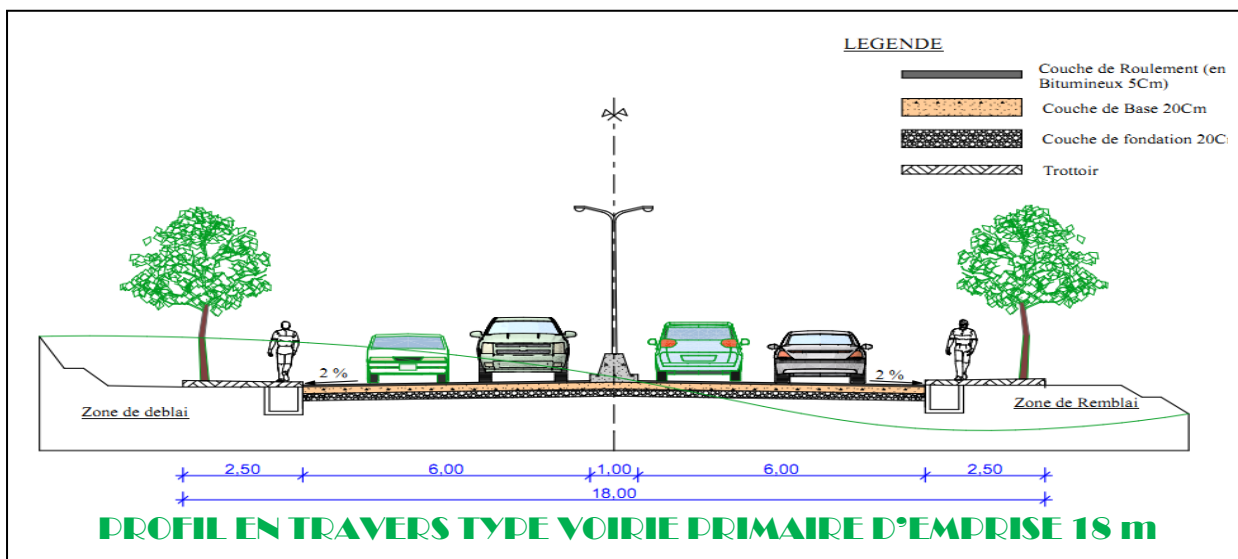 LEGENDE
Couche de Roulement (en
Bitumineux 5Cm)
Couche de Base 20Cm
Couche de fondation 20C
Trottoir
2 %
2 %
Zone de deblai
Zone de Remblai
2,50
6,00
1,00
6,00
2,50
18,00
PROFIL EN TRAVERS TYPE VOIRIE PRIMAIRE D'EMPRISE 18 m